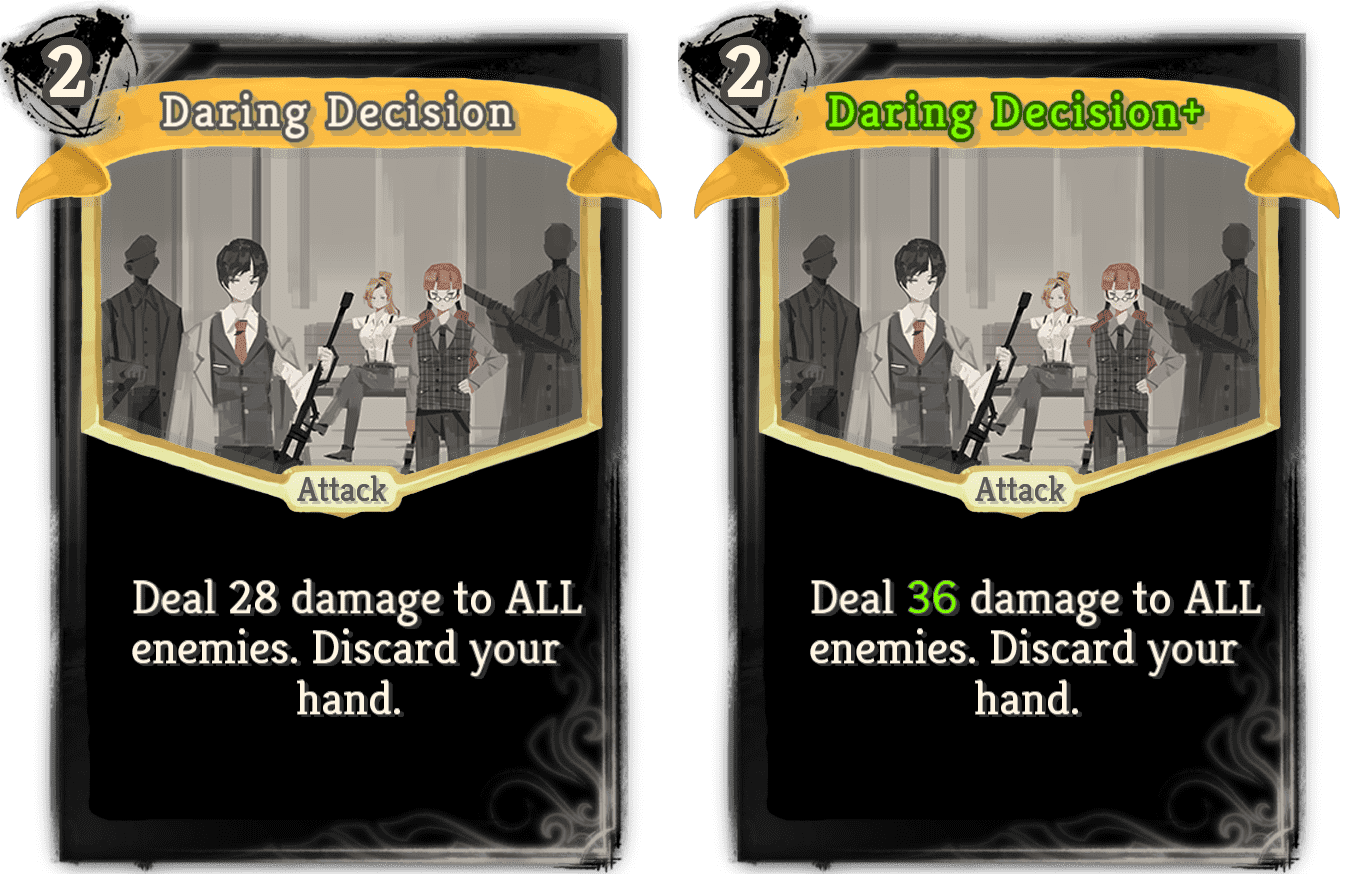 2
Daring Decision
Attack
Deal 28 damage to ALL
enemies. Discard your
hand.
2
Daring Decision+
Attack
Deal 36 damage to ALL
enemies. Discard your
hand.